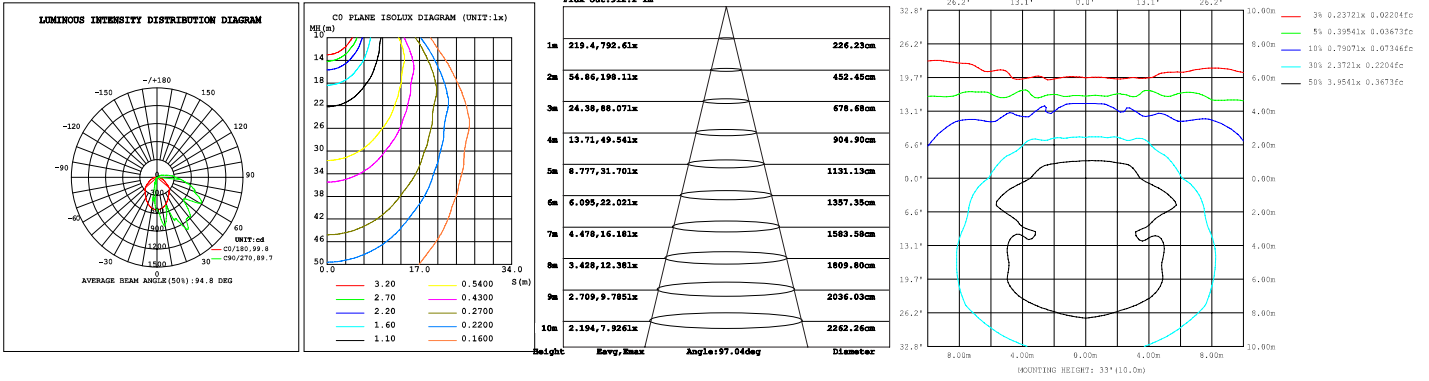 LUMINOUS INTENSITY DISTRIBUTION DIAGRAM
-/+180
-150 150
-120 120
-90 90
-60 60
-30 30
0
0
300
600
900
1200
1500
UNIT:cd
C0/180,99.8
C90/270,89.7
AVERAGE BEAM ANGLE(50%):94.8 DEG
C0 PLANE ISOLUX DIAGRAM (UNIT:lx)
MH(m)
10
14
18
22
26
30
34
38
42
46
50
0.0 17.0 34.0
S(m)
3.20 0.5400
2.70 0.4300
2.20 0.2700
1.60 0.2200
1.10 0.1600
1m 219.4,792.6lx 226.23cm
2m 54.86,198.1lx 452.45cm
3m 24.38,88.07lx 678.68cm
4m 13.71,49.54lx 904.90cm
5m 8.777,31.70lx 1131.13cm
6m 6.095,22.02lx 1357.35cm
7m 4.478,16.18lx 1583.58cm
8m 3.428,12.38lx 1809.80cm
9m 2.709,9.785lx 2036.03cm
10m 2.194,7.926lx 2262.26cm
Height Eavg,Emax Angle:97.04deg Diameter
26.2' 13.1' 0.0' 13.1' 26.2'
32.8' 10.00m
26.2' 8.00m
19.7' 6.00m
13.1' 4.00m
6.6' 2.00m
0.0' 0.00m
6.6' 2.00m
13.1' 4.00m
19.7' 6.00m
26.2' 8.00m
32.8' 10.00m
8.00m 4.00m 0.00m 4.00m 8.00m
MOUNTING HEIGHT: 33"(10.0m)
3% 0.2372lx 0.02204fc
5% 0.3954lx 0.03673fc
10% 0.7907lx 0.07346fc
30% 2.372lx 0.2204fc
50% 3.954lx 0.3673fc